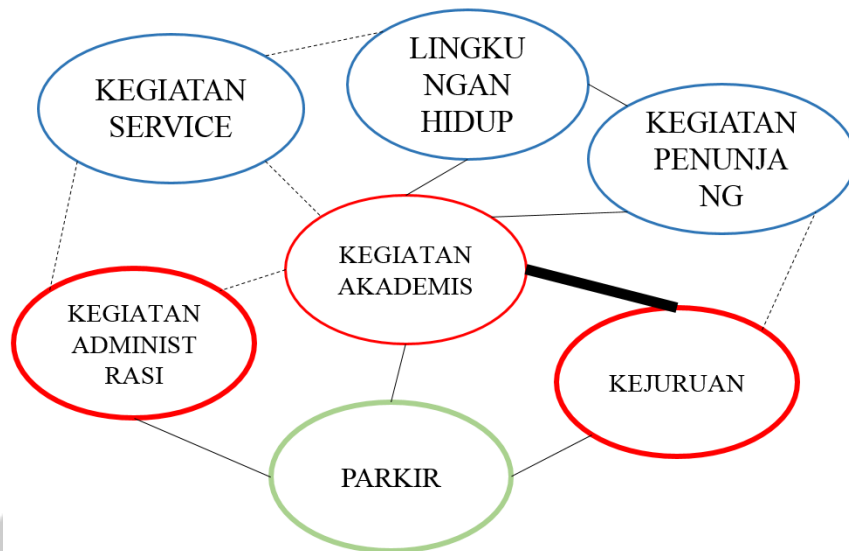 KEGIATAN
SERVICE
LINGKU
NGAN
HIDUP
KEGIATAN
PENUNJA
NG
KEGIATAN
AKADEMIS
KEGIATAN
ADMINIST
RASI
KEJURUAN
PARKIR